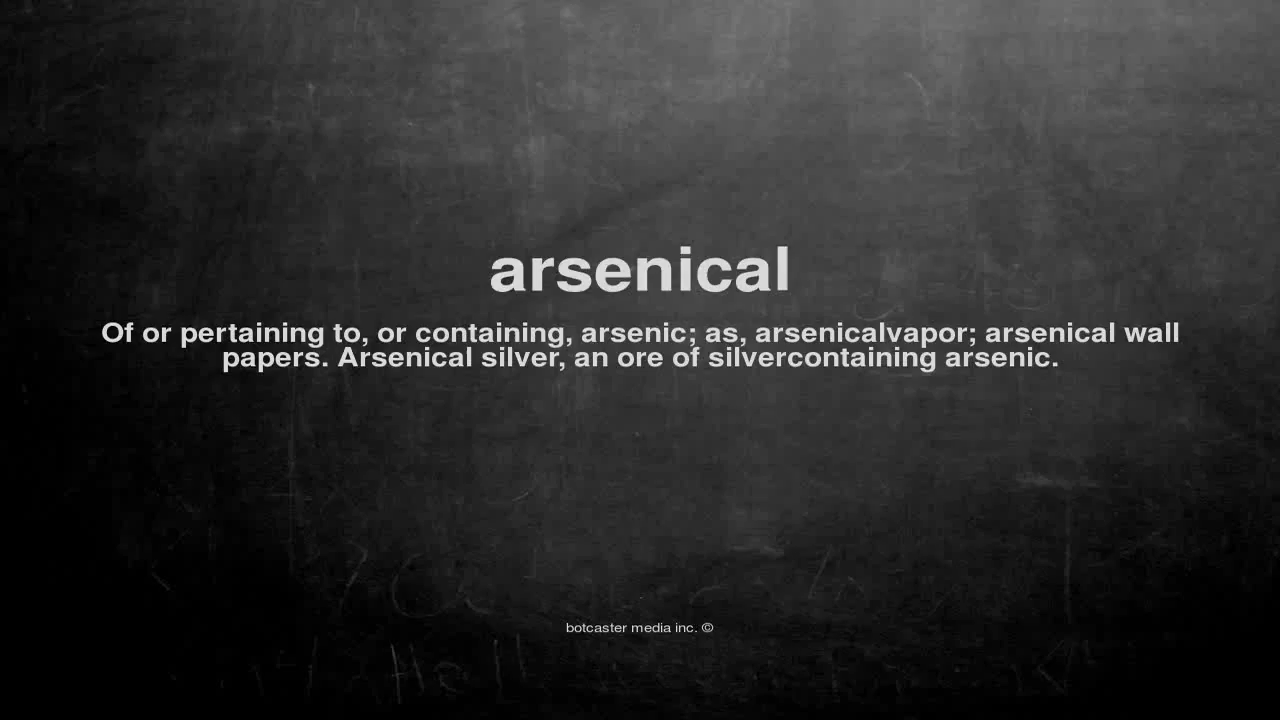 arsenical
Of or pertaining to, or containing, arsenic; as, arsenicalvapor; arsenical wall
papers. Arsenical silver, an ore of silvercontaining arsenic.
botcaster media inc. ©